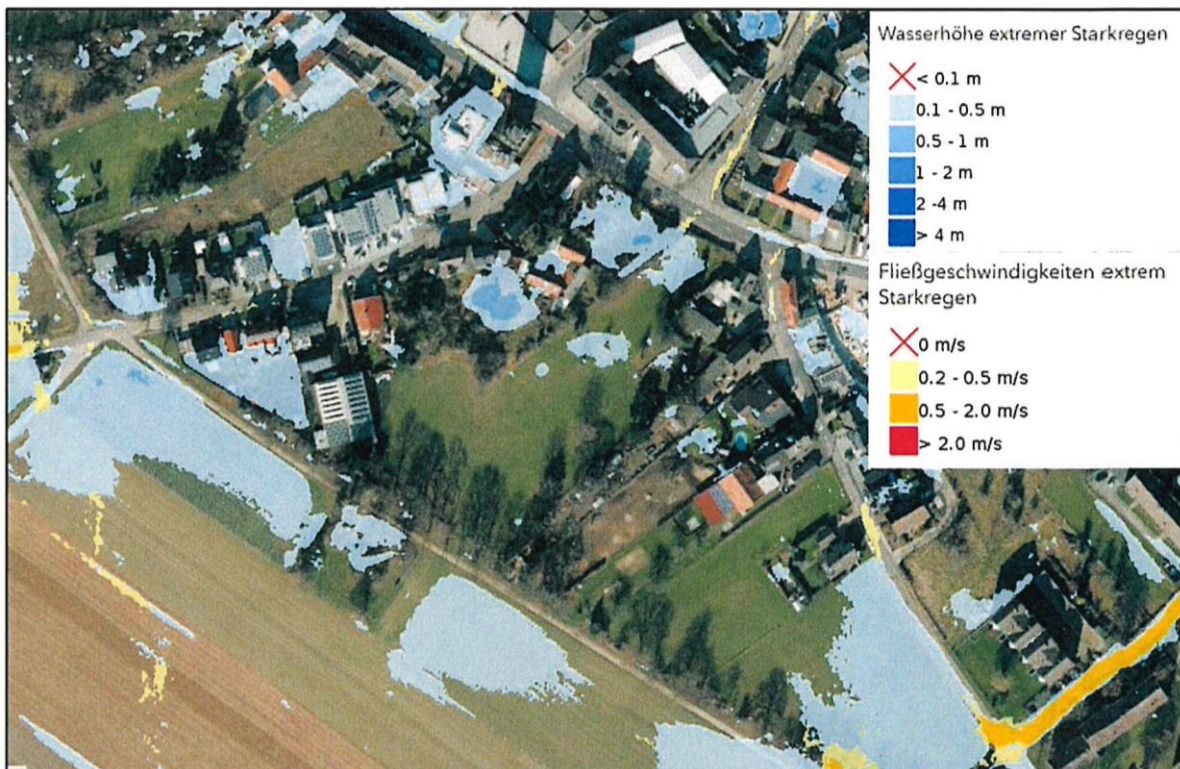 Wasserhöhe extremer Starkregen
< 0.1 m
0.1 - 0.5 m
0.5 - 1 m
1 - 2 m
2 -4 m
> 4 m
Fließgeschwindigkeiten extrem
Starkregen
0 m/s
0.2 - 0.5 m/s
0.5 - 2.0 m/s
> 2.0 m/s